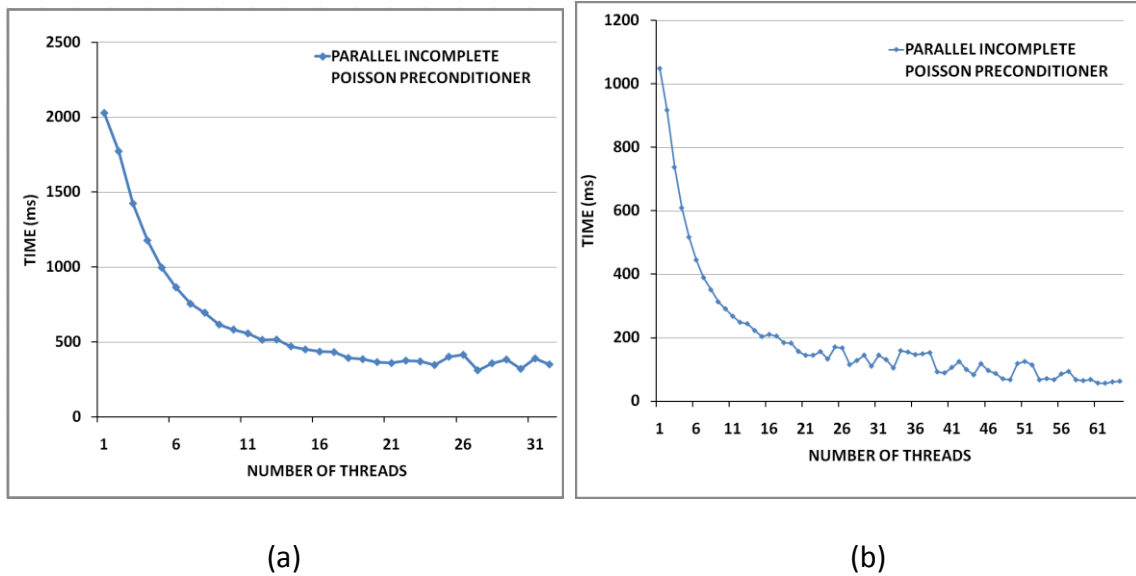 2500
2000
1500
1000
500
0
TIME (ms)
PARALLEL INCOMPLETE
POISSON PRECONDITIONER
1 6 11 16 21 26 31
NUMBER OF THREADS
(a)
1200
1000
800
600
400
200
0
TIME (ms)
PARALLEL INCOMPLETE
POISSON PRECONDITIONER
1 6 11 16 21 26 31 36 41 46 51 56 61
NUMBER OF THREADS
(b)